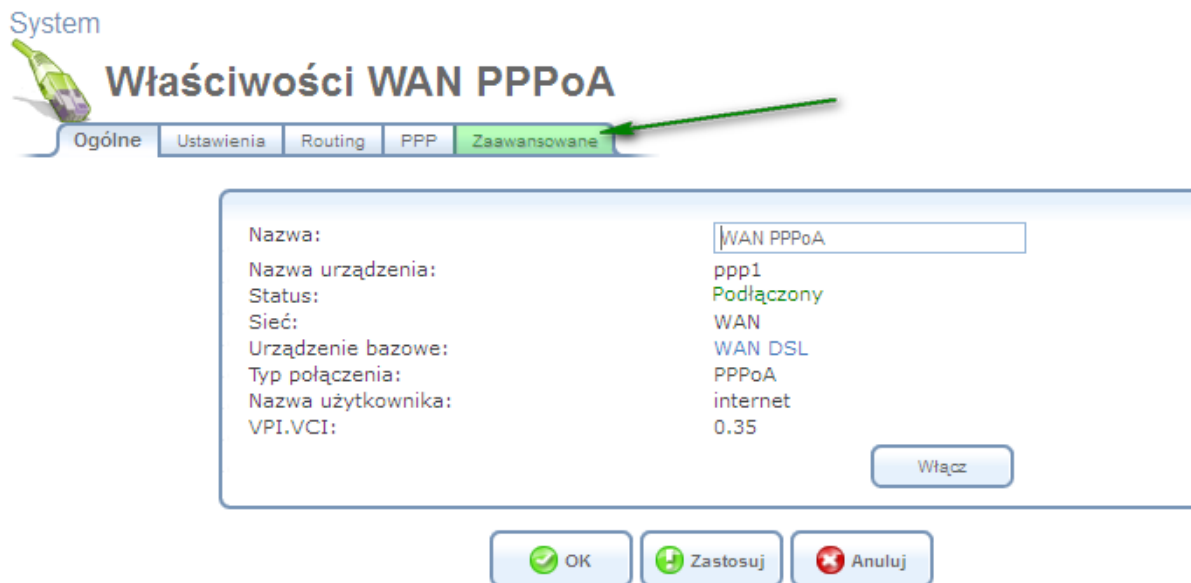 System
Właściwości WAN PPPoA
Ogólne Ustawienia Routing PPP Zaawansowane
Nazwa: WAN PPPoA
Nazwa urządzenia: ppp1
Status: Podłączony
Sieć: WAN
Urządzenie bazowe: WAN DSL
Typ połączenia: PPPoA
Nazwa użytkownika: internet
VPI.VCI: 0.35
Włącz
OK Zastosuj Anuluj